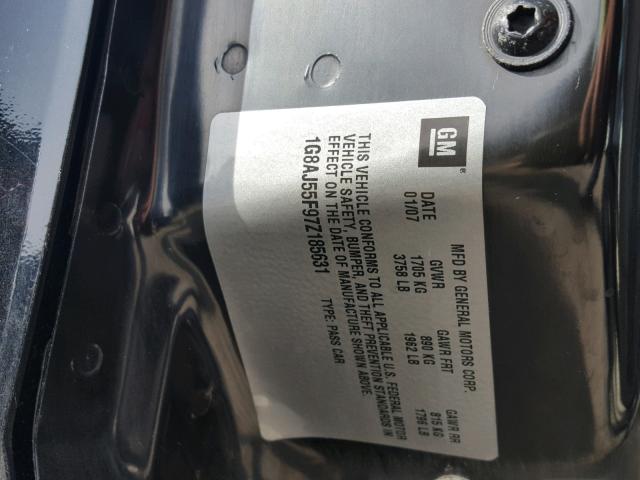 GM
®
MFD BY GENERAL MOTORS CORP.
DATE GVWR GAWR FRT GAWR RR
01/07 1705 KG 890 KG 815 KG
3758 LB 1962 LB 1796 LB
THIS VEHICLE CONFORMS TO ALL APPLICABLE U.S. FEDERAL MOTOR
VEHICLE SAFETY, BUMPER, AND THEFT PREVENTION STANDARDS IN
EFFECT ON THE DATE OF MANUFACTURE SHOWN ABOVE.
1G8AJ55F97Z185631 TYPE: PASS CAR